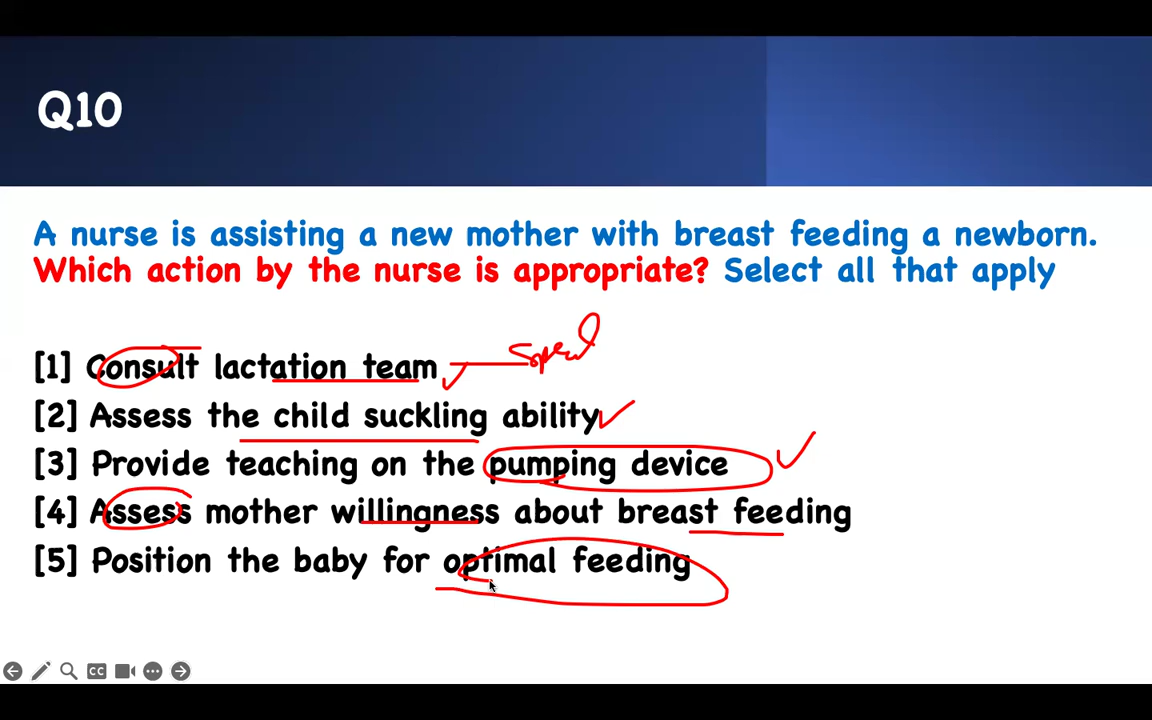 Q10
A nurse is assisting a new mother with breast feeding a newborn.
Which action by the nurse is appropriate? Select all that apply
[1] Consult lactation team
[2] Assess the child suckling ability
[3] Provide teaching on the pumping device
[4] Assess mother willingness about breast feeding
[5] Position the baby for optimal feeding
CC